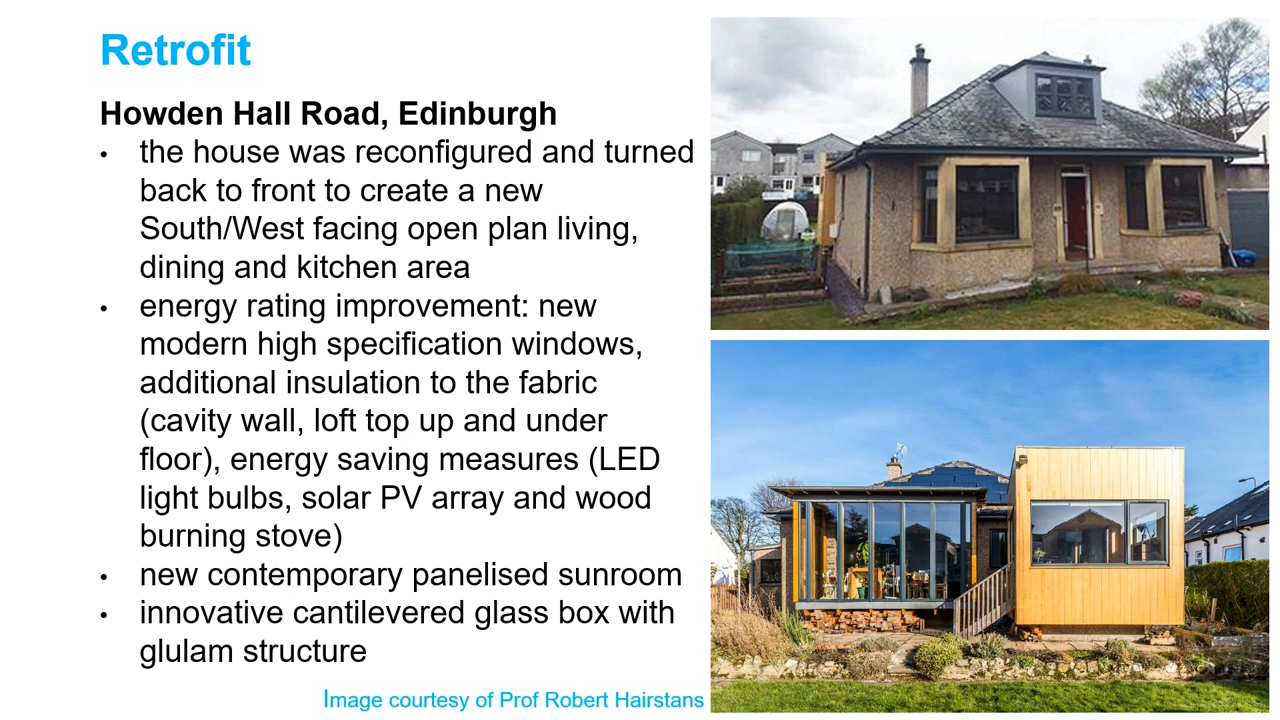 Retrofit
Howden Hall Road, Edinburgh
• the house was reconfigured and turned
back to front to create a new
South/West facing open plan living,
dining and kitchen area
• energy rating improvement: new
modern high specification windows,
additional insulation to the fabric
(cavity wall, loft top up and under
floor), energy saving measures (LED
light bulbs, solar PV array and wood
burning stove)
• new contemporary panelised sunroom
• innovative cantilevered glass box with
glulam structure
Image courtesy of Prof Robert Hairstans